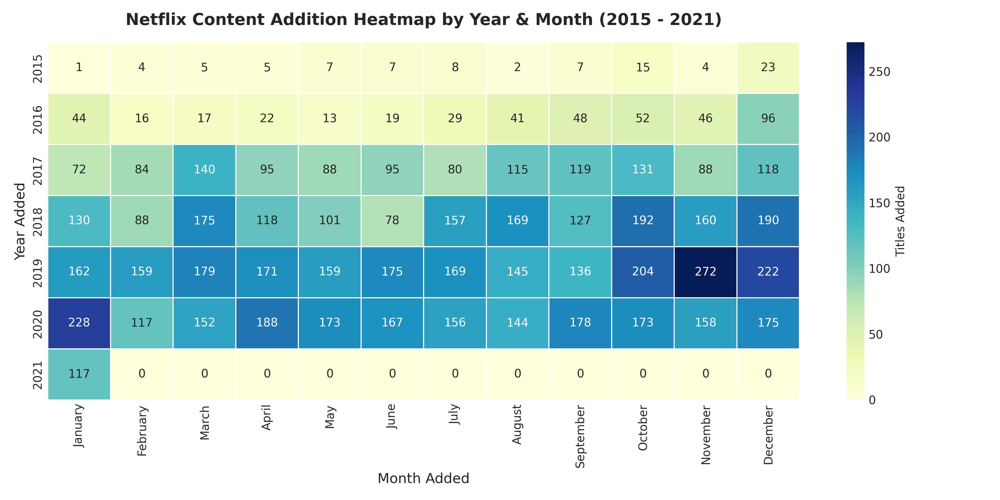 Netflix Content Addition Heatmap by Year & Month (2015 - 2021)
Year Added
2015 1 4 5 5 7 7 8 2 7 15 4 23
2016 44 16 17 22 13 19 29 41 48 52 46 96
2017 72 84 140 95 88 95 80 115 119 131 88 118
2018 130 88 175 118 101 78 157 169 127 192 160 190
2019 162 159 179 171 159 175 169 145 136 204 272 222
2020 228 117 152 188 173 167 156 144 178 173 158 175
2021 117 0 0 0 0 0 0 0 0 0 0 0
January February March April May June July August September October November December
Month Added
250
200
150
100
50
0
Titles Added